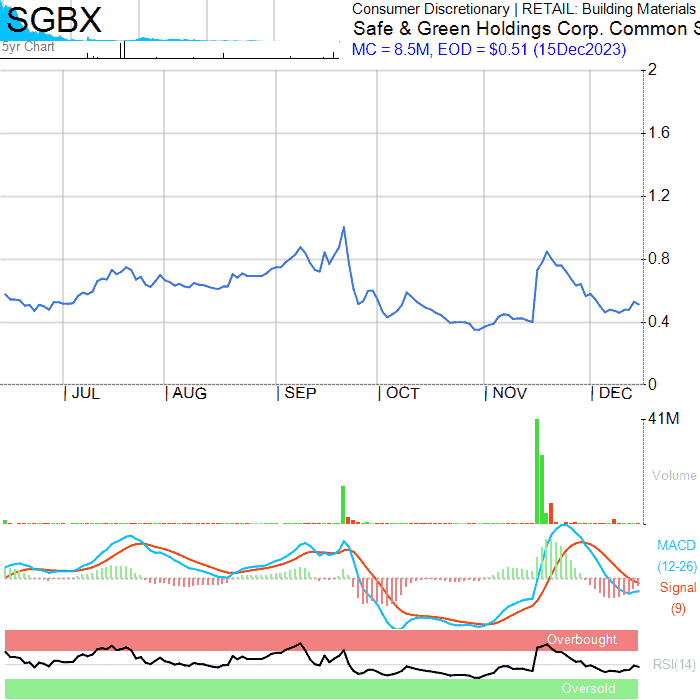 SGBX
5yr Chart
Consumer Discretionary | RETAIL: Building Materials
Safe & Green Holdings Corp. Common S
MC = 8.5M, EOD = $0.51 (15Dec2023)
2
1.6
1.2
0.8
0.4
0
| JUL | AUG | SEP | OCT | NOV | DEC
41M
Volume
MACD
(12-26)
Signal
(9)
Overbought
RSI(14)
Oversold